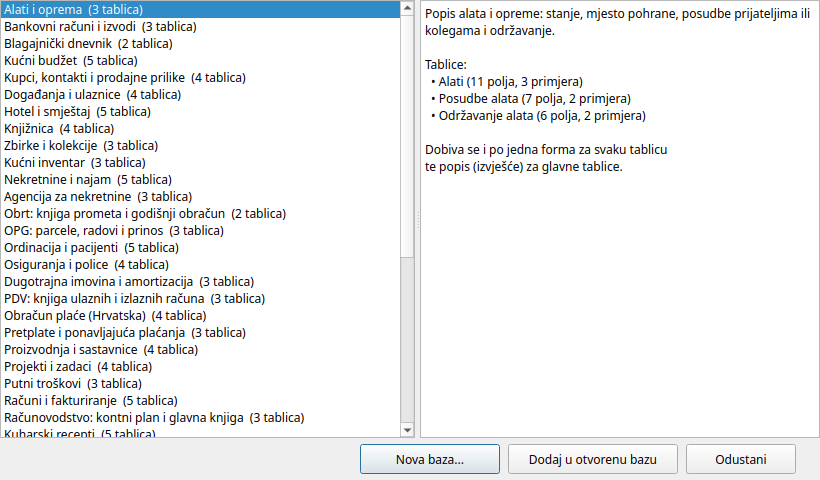 Alati i oprema (3 tablica)
Bankovni računi i izvodi (3 tablica)
Blagajnički dnevnik (2 tablica)
Kućni budžet (5 tablica)
Kupci, kontakti i prodajne prilike (4 tablica)
Događanja i ulaznice (4 tablica)
Hotel i smještaj (5 tablica)
Knjižnica (4 tablica)
Zbirke i kolekcije (3 tablica)
Kućni inventar (3 tablica)
Nekretnine i najam (5 tablica)
Agencija za nekretnine (3 tablica)
Obrt: knjiga prometa i godišnji obračun (2 tablica)
OPG: parcele, radovi i prinos (3 tablica)
Ordinacija i pacijenti (5 tablica)
Osiguranja i police (4 tablica)
Dugotrajna imovina i amortizacija (3 tablica)
PDV: knjiga ulaznih i izlaznih računa (3 tablica)
Obračun plaće (Hrvatska) (4 tablica)
Pretplate i ponavljajuća plaćanja (3 tablica)
Proizvodnja i sastavnice (4 tablica)
Projekti i zadaci (4 tablica)
Putni troškovi (3 tablica)
Računi i fakturiranje (5 tablica)
Računovodstvo: kontni plan i glavna knjiga (3 tablica)
Kuharski recepti (5 tablica)
Popis alata i opreme: stanje, mjesto pohrane, posudbe prijateljima ili
kolegama i održavanje.
Tablice:
• Alati (11 polja, 3 primjera)
• Posudbe alata (7 polja, 2 primjera)
• Održavanje alata (6 polja, 2 primjera)
Dobiva se i po jedna forma za svaku tablicu
te popis (izvješće) za glavne tablice.
Nova baza...
Dodaj u otvorenu bazu
Odustani